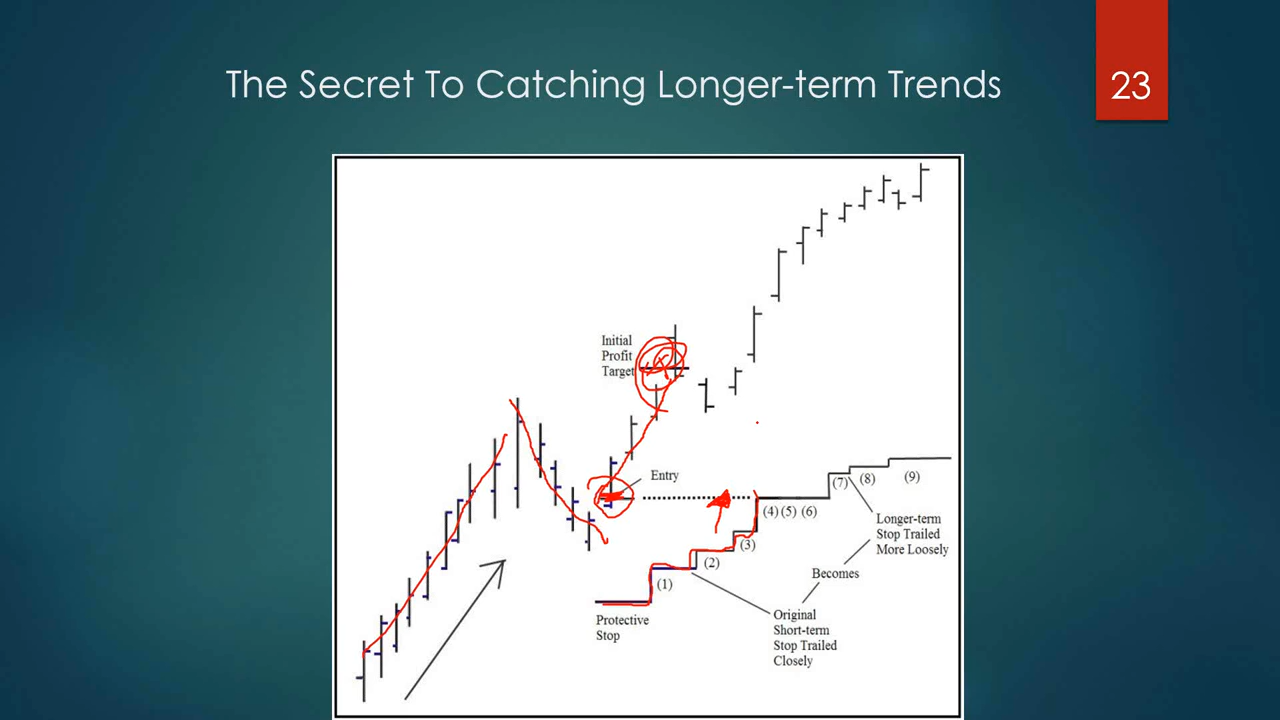 The Secret To Catching Longer-term Trends
23
Initial
Profit
Target
Entry
(1)
(2)
(3)
(4) (5) (6)
(7)
(8)
(9)
Longer-term
Stop Trailed
More Loosely
Becomes
Original
Short-term
Stop Trailed
Closely
Protective
Stop